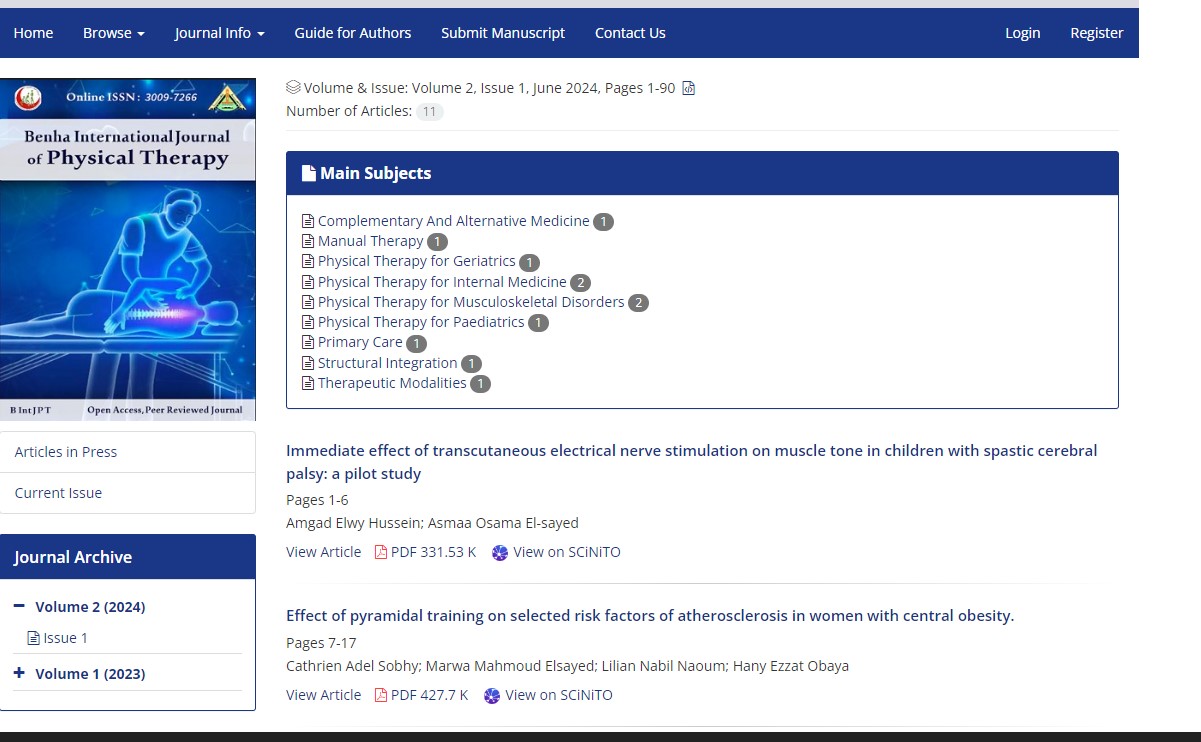 Home Browse Journal Info Guide for Authors Submit Manuscript Contact Us Login Register
Online ISSN: 3009-7266
Benha International Journal
of Physical Therapy
B Int J P T Open Access, Peer Reviewed Journal
Articles in Press
Current Issue
Journal Archive
Volume 2 (2024)
Issue 1
Volume 1 (2023)
Volume & Issue: Volume 2, Issue 1, June 2024, Pages 1-90
Number of Articles: 11
Main Subjects
Complementary And Alternative Medicine 1
Manual Therapy 1
Physical Therapy for Geriatrics 1
Physical Therapy for Internal Medicine 2
Physical Therapy for Musculoskeletal Disorders 2
Physical Therapy for Paediatrics 1
Primary Care 1
Structural Integration 1
Therapeutic Modalities 1
Immediate effect of transcutaneous electrical nerve stimulation on muscle tone in children with spastic cerebral
palsy: a pilot study
Pages 1-6
Amgad Elwy Hussein; Asmaa Osama El-sayed
View Article PDF 331.53 K View on SCiNiTO
Effect of pyramidal training on selected risk factors of atherosclerosis in women with central obesity.
Pages 7-17
Cathrien Adel Sobhy; Marwa Mahmoud Elsayed; Lilian Nabil Naoum; Hany Ezzat Obaya
View Article PDF 427.7 K View on SCiNiTO